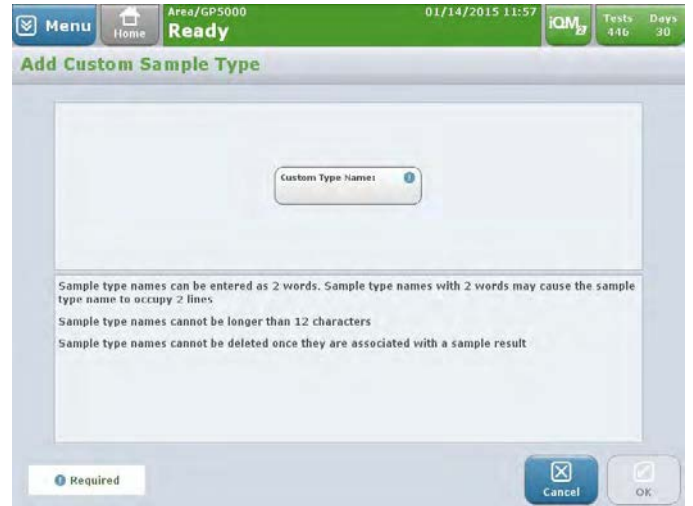 Menu
Home
Area/GP5000
01/14/2015 11:57
Ready
iQM2
Tests Days
446 30
Add Custom Sample Type
Custom Type Name:
Sample type names can be entered as 2 words. Sample type names with 2 words may cause the sample
type name to occupy 2 lines
Sample type names cannot be longer than 12 characters
Sample type names cannot be deleted once they are associated with a sample result
Required
Cancel
OK